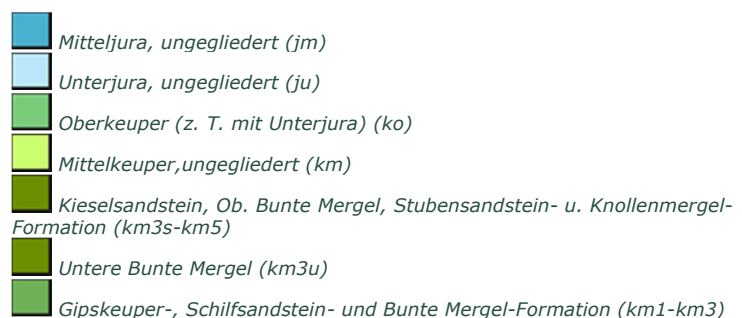 Mitteljura, ungegliedert (jm)
Unterjura, ungegliedert (ju)
Oberkeuper (z. T. mit Unterjura) (ko)
Mittelkeuper,ungegliedert (km)
Kieselsandstein, Ob. Bunte Mergel, Stubensandstein- u. Knollenmergel-
Formation (km3s-km5)
Untere Bunte Mergel (km3u)
Gipskeuper-, Schilfsandstein- und Bunte Mergel-Formation (km1-km3)